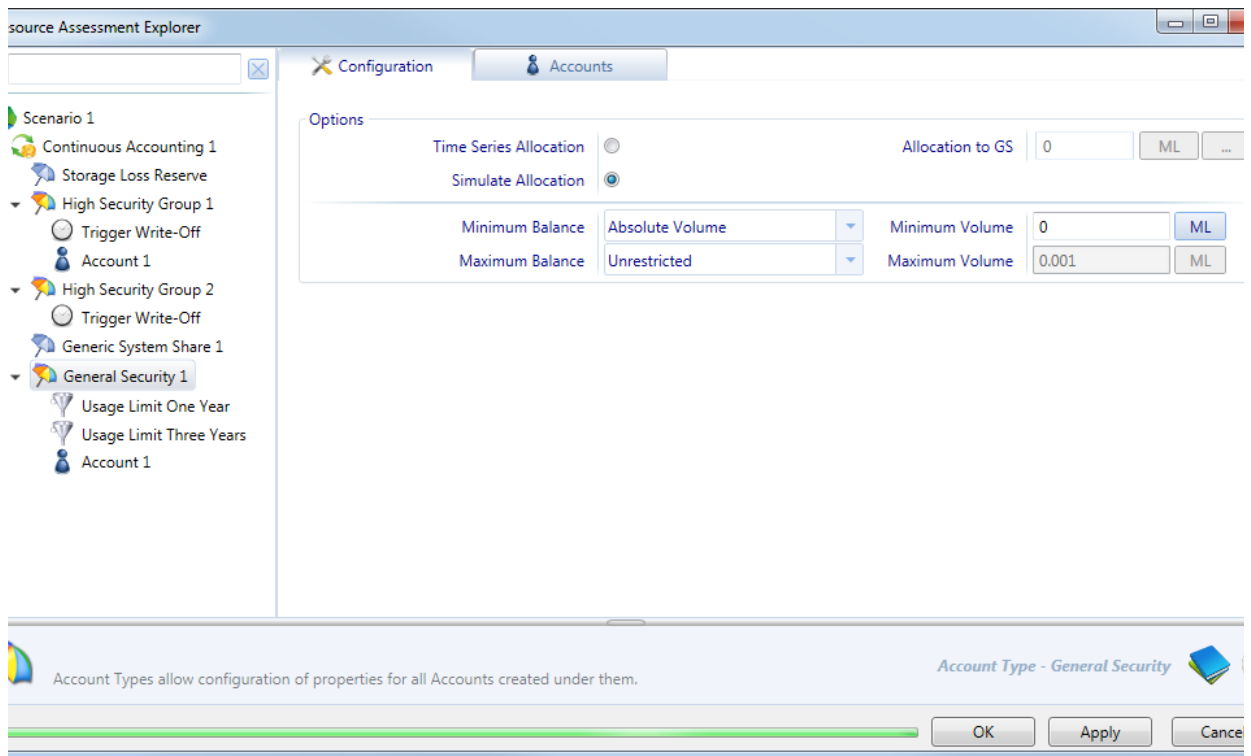 source Assessment Explorer
Configuration
Accounts
Scenario 1
Continuous Accounting 1
Storage Loss Reserve
High Security Group 1
Trigger Write-Off
Account 1
High Security Group 2
Trigger Write-Off
Generic System Share 1
General Security 1
Usage Limit One Year
Usage Limit Three Years
Account 1
Options
Time Series Allocation
Allocation to GS 0 ML ...
Simulate Allocation
Minimum Balance Absolute Volume Minimum Volume 0 ML
Maximum Balance Unrestricted Maximum Volume 0.001 ML
Account Types allow configuration of properties for all Accounts created under them.
Account Type - General Security
OK Apply Cancel